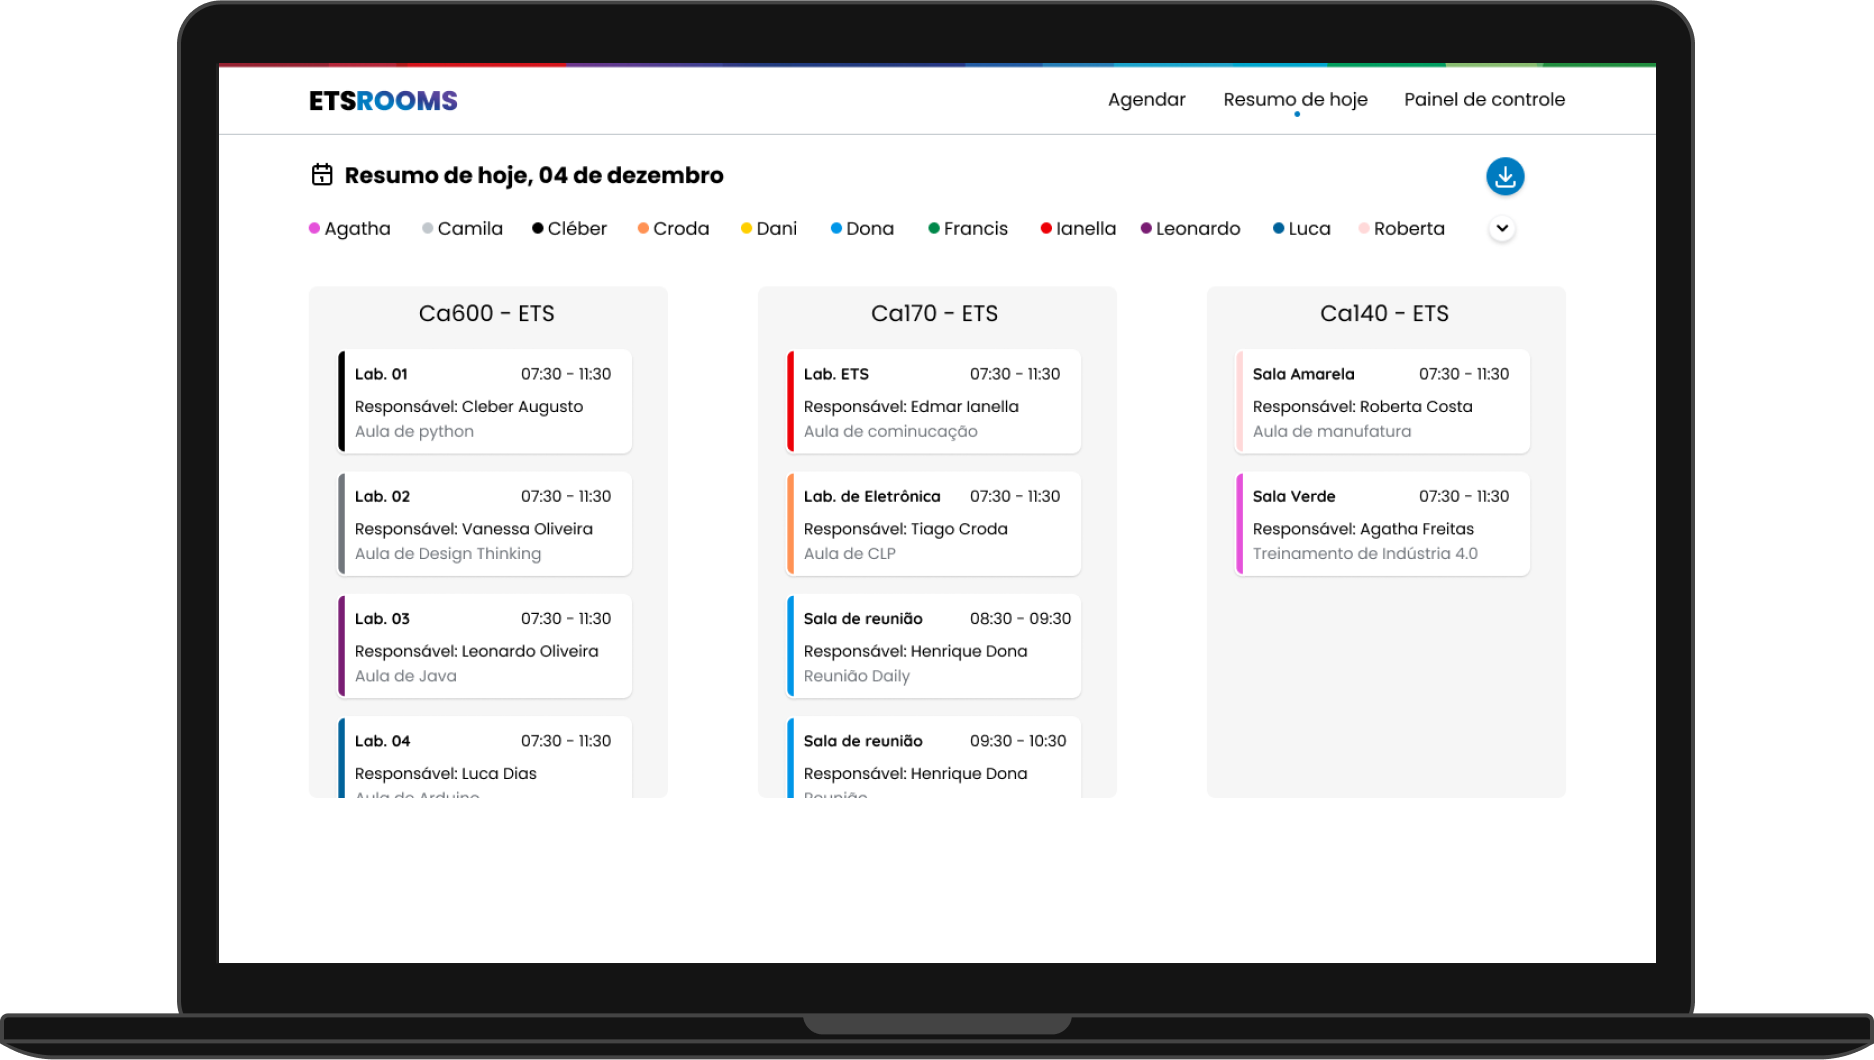 ETSROOMS
Agendar Resumo de hoje Painel de controle
Resumo de hoje, 04 de dezembro
Agatha Camila Cléber Croda Dani Dona Francis Ianella Leonardo Luca Roberta
Ca600 - ETS
Lab. 01 07:30 - 11:30
Responsável: Cleber Augusto
Aula de python
Lab. 02 07:30 - 11:30
Responsável: Vanessa Oliveira
Aula de Design Thinking
Lab. 03 07:30 - 11:30
Responsável: Leonardo Oliveira
Aula de Java
Lab. 04 07:30 - 11:30
Responsável: Luca Dias
Aula de Arduino
Ca170 - ETS
Lab. ETS 07:30 - 11:30
Responsável: Edmar Ianella
Aula de cominucação
Lab. de Eletrônica 07:30 - 11:30
Responsável: Tiago Croda
Aula de CLP
Sala de reunião 08:30 - 09:30
Responsável: Henrique Dona
Reunião Daily
Sala de reunião 09:30 - 10:30
Responsável: Henrique Dona
Reunião
Ca140 - ETS
Sala Amarela 07:30 - 11:30
Responsável: Roberta Costa
Aula de manufatura
Sala Verde 07:30 - 11:30
Responsável: Agatha Freitas
Treinamento de Indústria 4.0